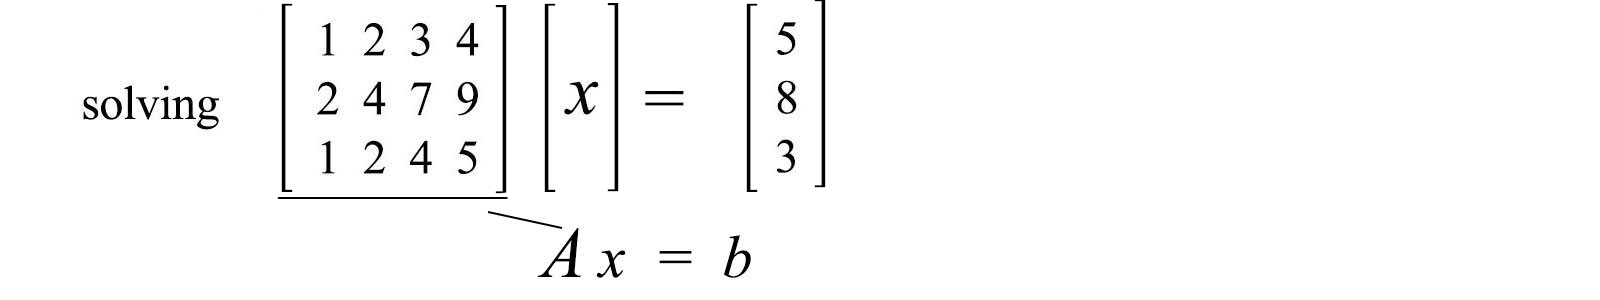 1 2 3 4 5
solving 2 4 7 9 x = 8
1 2 4 5 3
A x = b